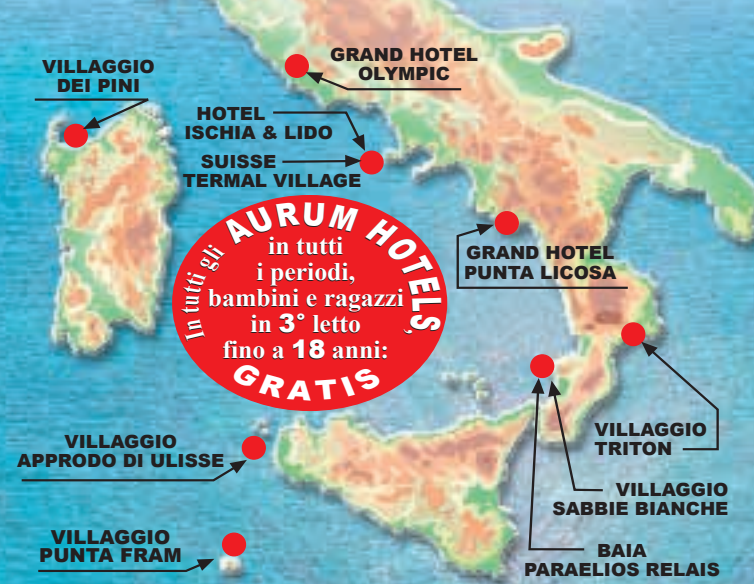 VILLAGGIO
DEI PINI
GRAND HOTEL
OLYMPIC
HOTEL
ISCHIA & LIDO
SUISSE
TERMAL VILLAGE
In tutti gli AURUM HOTELS,
in tutti
i periodi,
bambini e ragazzi
in 3° letto
fino a 18 anni:
GRATIS
GRAND HOTEL
PUNTA LICOSA
VILLAGGIO
TRITON
VILLAGGIO
APPRODO DI ULISSE
VILLAGGIO
SABBIE BIANCHE
VILLAGGIO
PUNTA FRAM
BAIA
PARAELIOS RELAIS